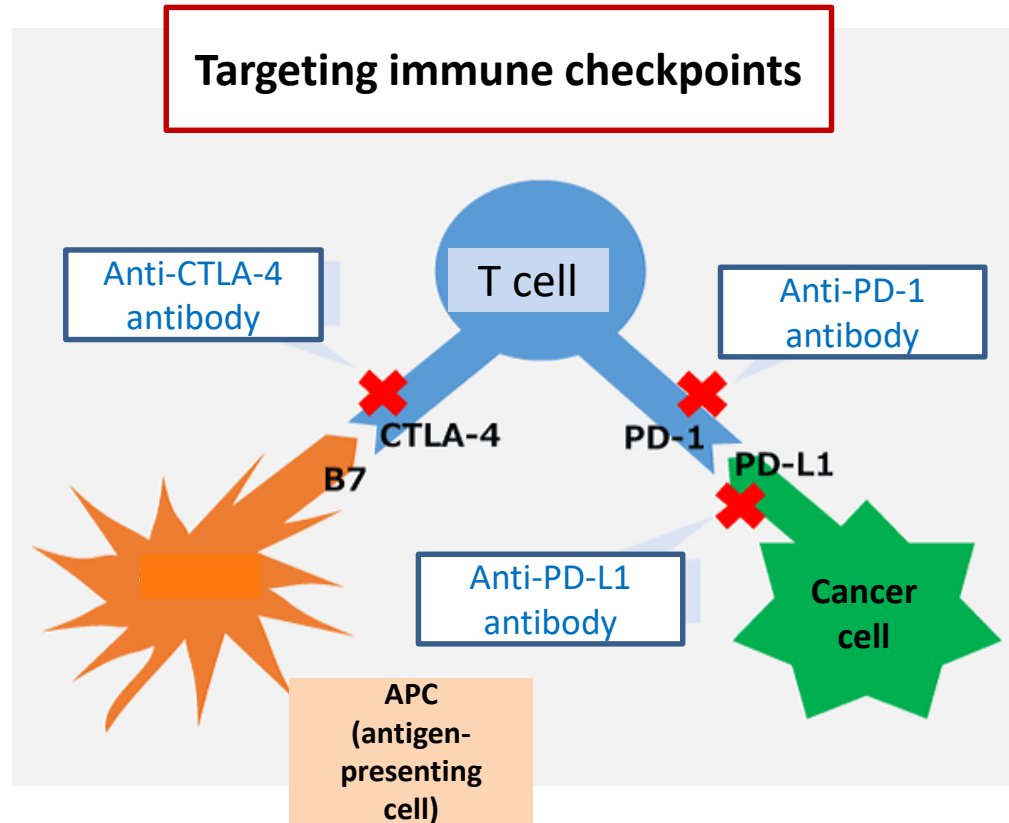 Targeting immune checkpoints
Anti-CTLA-4
antibody
T cell
Anti-PD-1
antibody
CTLA-4
PD-1
B7
PD-L1
Anti-PD-L1
antibody
Cancer
cell
APC
(antigen-
presenting
cell)